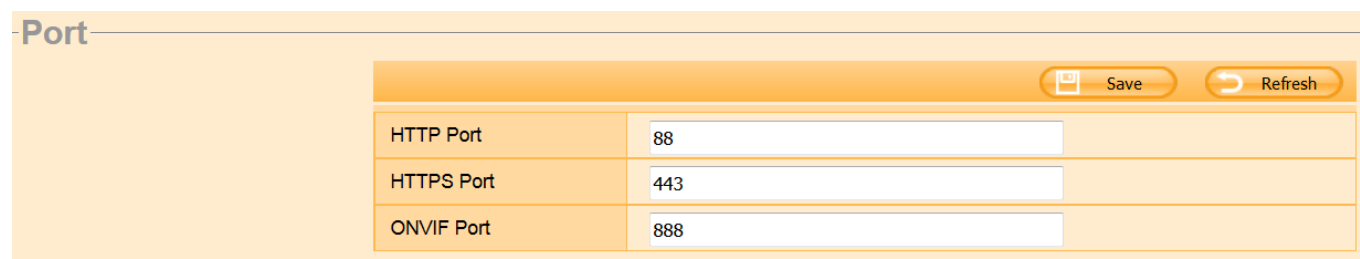 Port
Save Refresh
HTTP Port 88
HTTPS Port 443
ONVIF Port 888